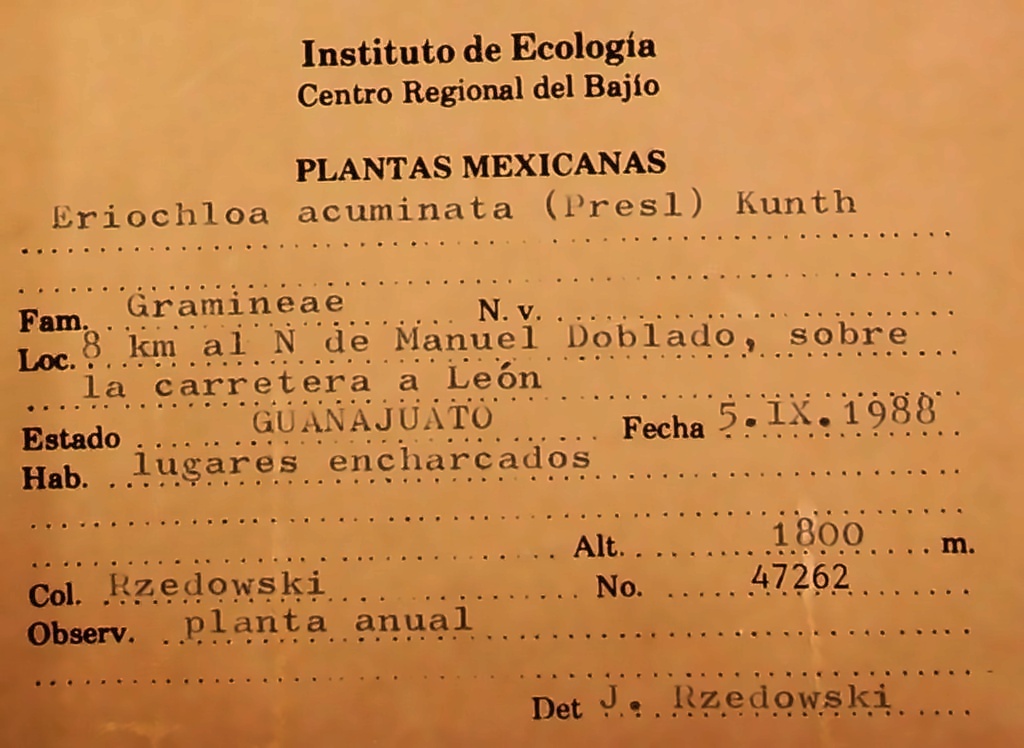 Instituto de Ecología
Centro Regional del Bajío
PLANTAS MEXICANAS
Eriochloa acuminata (Presl) Kunth
Fam. Gramineae N. v.
Loc. 8 km al N de Manuel Doblado, sobre
la carretera a León
Estado GUANAJUATO Fecha 5.IX.1988
Hab. lugares encharcados
Alt. 1800 m.
Col. Rzedowski No. 47262
Observ. planta anual
Det J. Rzedowski